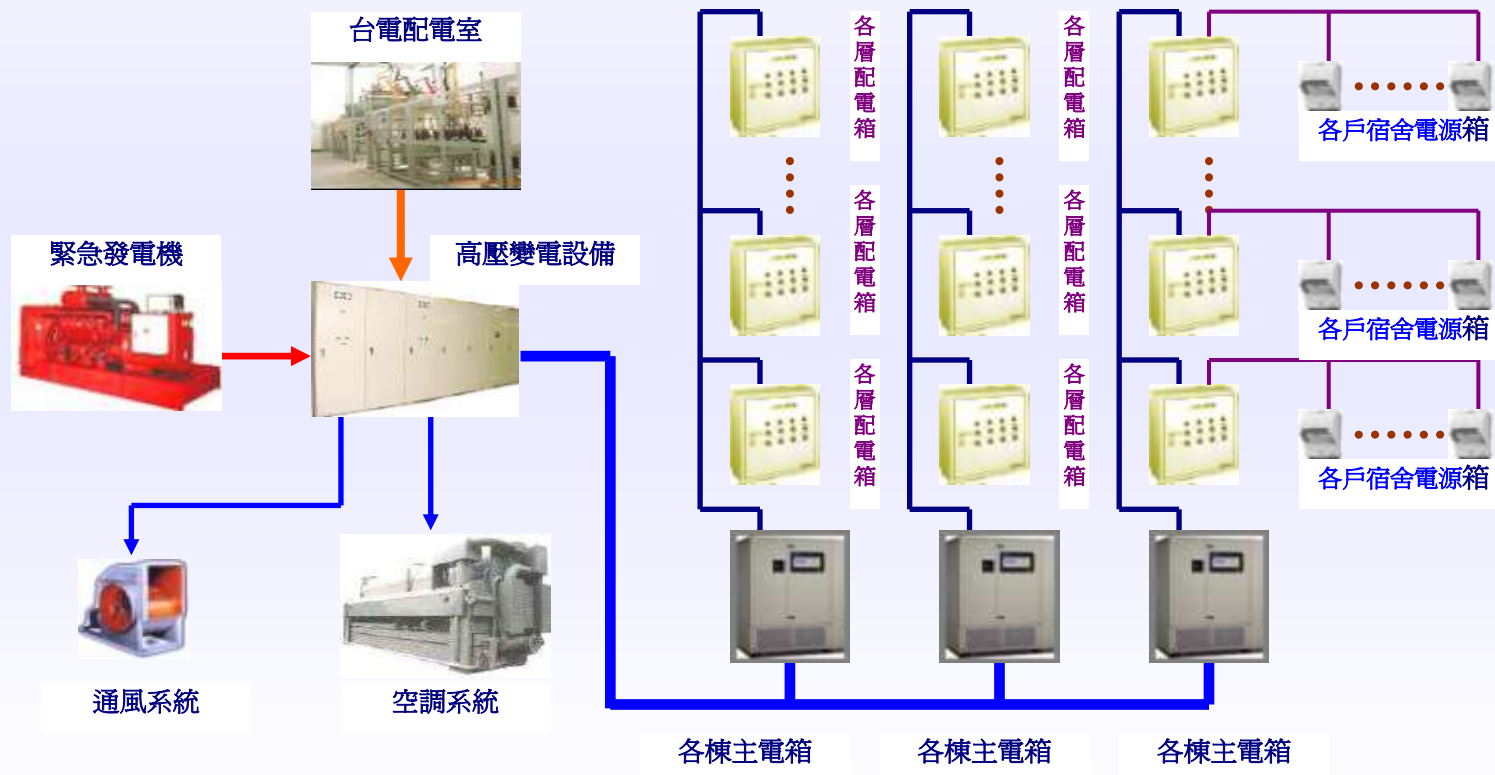 台電配電室
緊急發電機
高壓變電設備
通風系統
空調系統
各層配電箱
各層配電箱
各層配電箱
各層配電箱
各層配電箱
各層配電箱
各戶宿舍電源箱
各戶宿舍電源箱
各戶宿舍電源箱
各棟主電箱
各棟主電箱
各棟主電箱